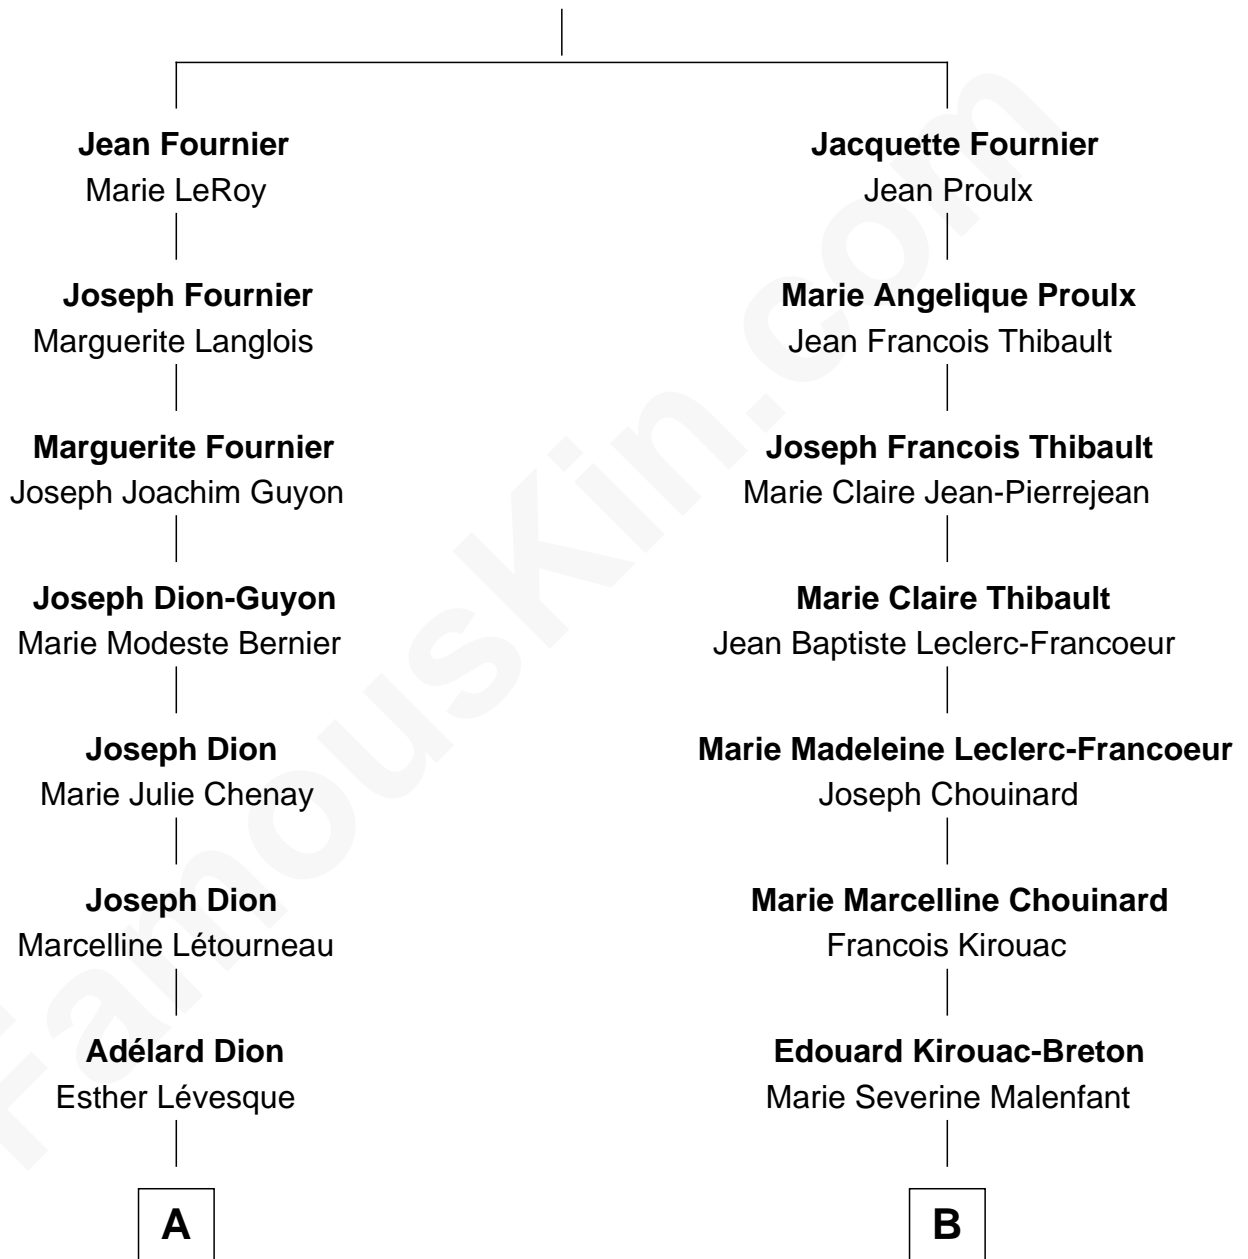 Jean Fournier
Marie LeRoy
Joseph Fournier
Marguerite Langlois
Marguerite Fournier
Joseph Joachim Guyon
Joseph Dion-Guyon
Marie Modeste Bernier
Joseph Dion
Marie Julie Chenay
Joseph Dion
Marcelline Létourneau
Adélard Dion
Esther Lévesque
A
Jacquette Fournier
Jean Proulx
Marie Angelique Proulx
Jean Francois Thibault
Joseph Francois Thibault
Marie Claire Jean-Pierrejean
Marie Claire Thibault
Jean Baptiste Leclerc-Francoeur
Marie Madeleine Leclerc-Francoeur
Joseph Chouinard
Marie Marcelline Chouinard
Francois Kirouac
Edouard Kirouac-Breton
Marie Severine Malenfant
B
FamousKin.com